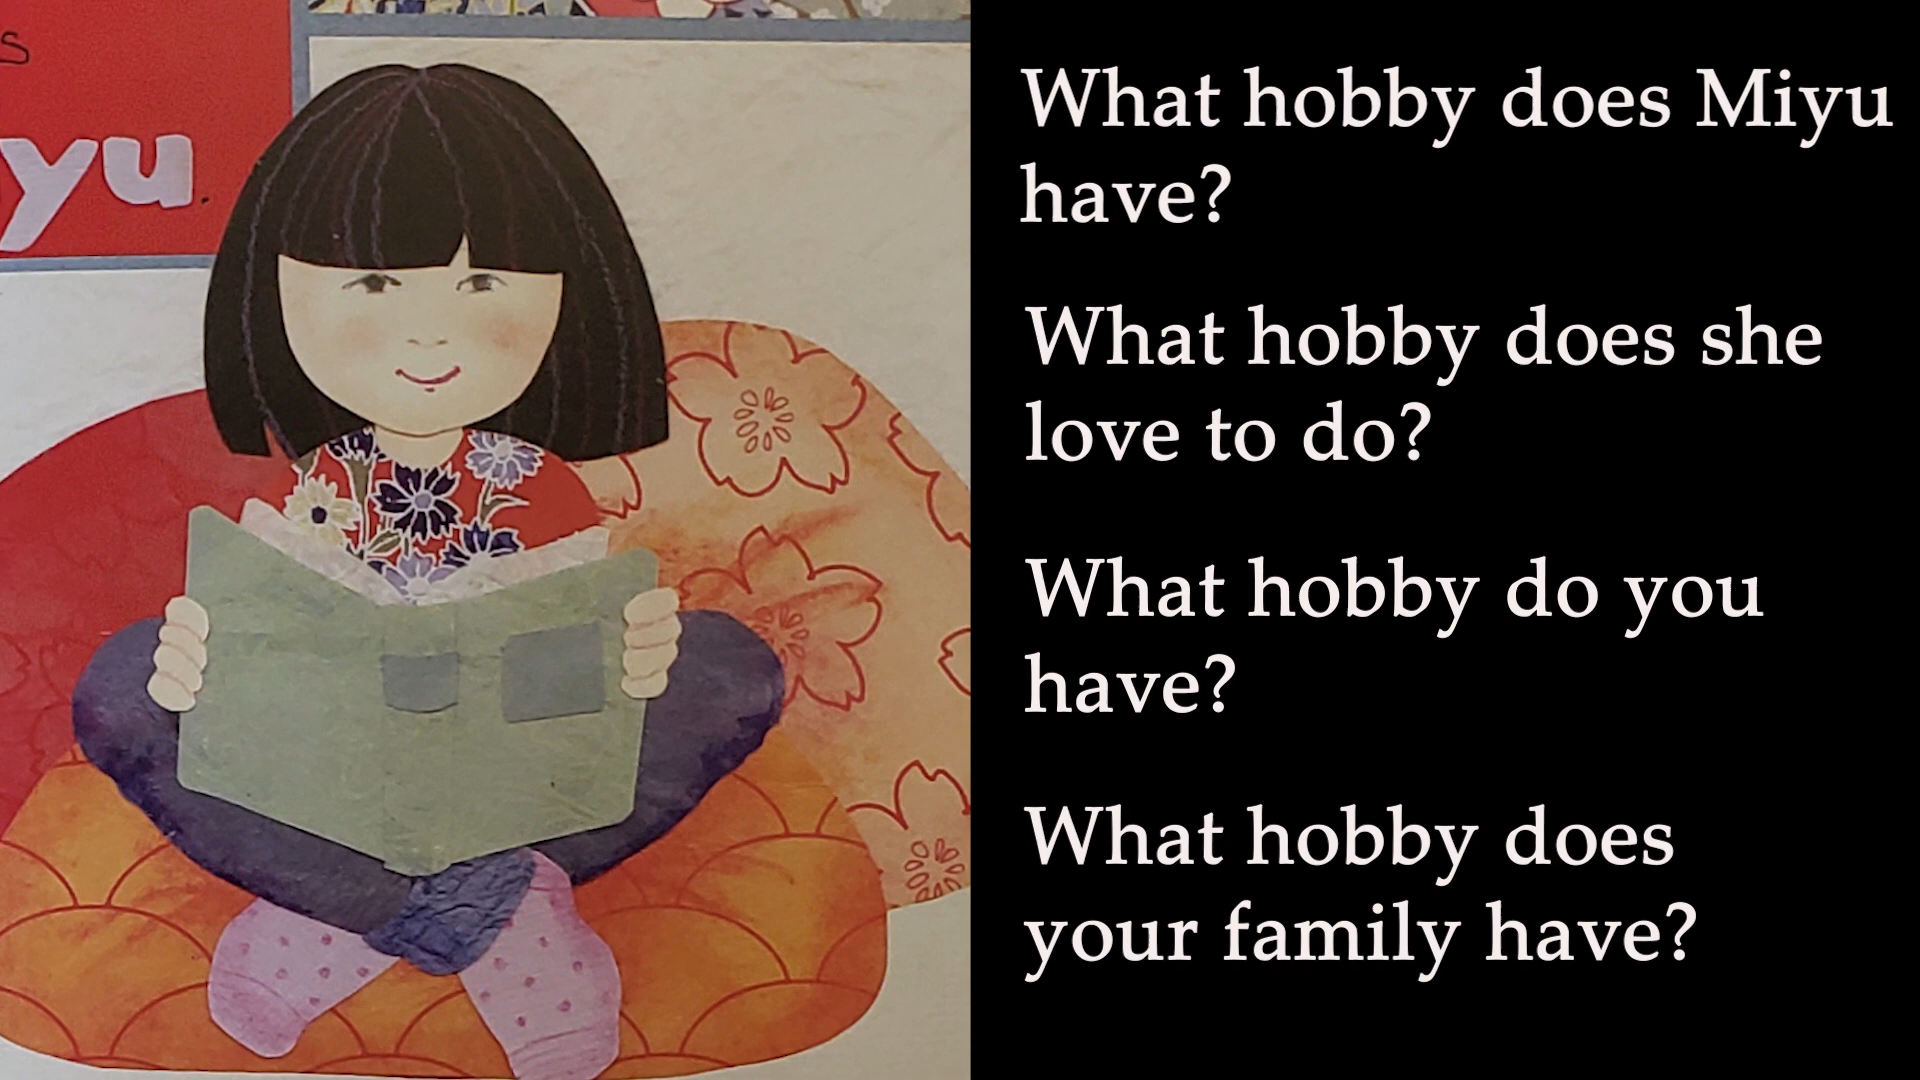 s
yu.
What hobby does Miyu
have?
What hobby does she
love to do?
What hobby do you
have?
What hobby does
your family have?